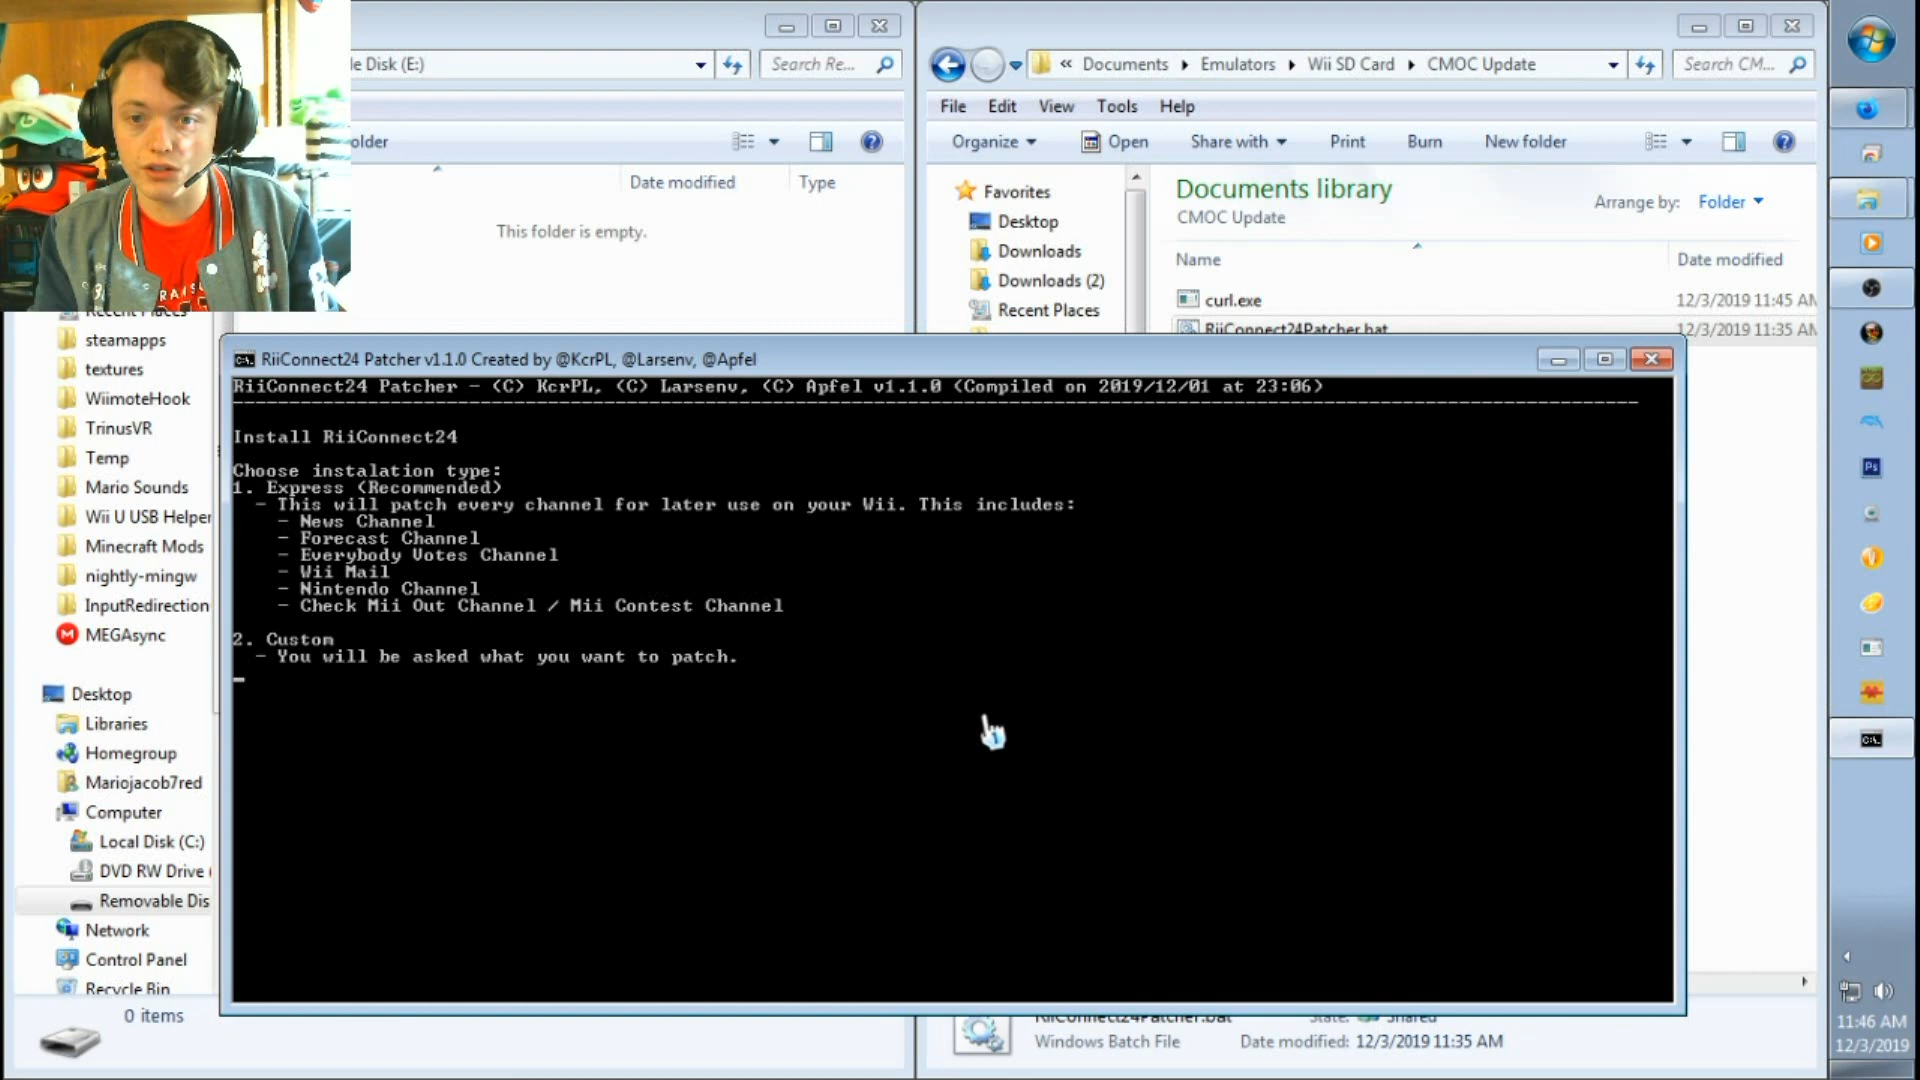 le Disk (E:)
Search Re...
« Documents ▸ Emulators ▸ Wii SD Card ▸ CMOC Update
Search CM...
File Edit View Tools Help
older
Organize Open Share with Print Burn New folder
Date modified Type
This folder is empty.
Favorites
Desktop
Downloads
Downloads (2)
Recent Places
Documents library
CMOC Update
Arrange by: Folder
Name Date modified
curl.exe 12/3/2019 11:45 AM
RiiConnect24Patcher.bat 12/3/2019 11:35 AM
Recent Places
steamapps
textures
WiimoteHook
TrinusVR
Temp
Mario Sounds
Wii U USB Helper
Minecraft Mods
nightly-mingw
InputRedirection
MEGAsync
Desktop
Libraries
Homegroup
Mariojacob7red
Computer
Local Disk (C:)
DVD RW Drive (
Removable Dis
Network
Control Panel
Recycle Bin
0 items
RiiConnect24 Patcher v1.1.0 Created by @KcrPL, @Larsenv, @Apfel
RiiConnect24 Patcher - (C) KcrPL, (C) Larsenv, (C) Apfel v1.1.0 (Compiled on 2019/12/01 at 23:06)
Install RiiConnect24
Choose instalation type:
1. Express (Recommended)
- This will patch every channel for later use on your Wii. This includes:
- News Channel
- Forecast Channel
- Everybody Votes Channel
- Wii Mail
- Nintendo Channel
- Check Mii Out Channel / Mii Contest Channel
2. Custom
- You will be asked what you want to patch.
RiiConnect24Patcher.bat State: Shared
Windows Batch File Date modified: 12/3/2019 11:35 AM
Ps
11:46 AM
12/3/2019